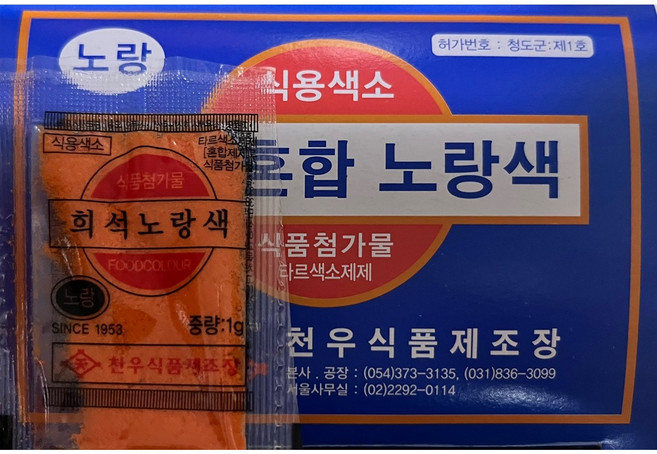 노랑
허가번호 : 청도군:제1호
식용색소
혼합 노랑색
식품첨가물
타르색소제제
천우식품제조장
본사 . 공장 : (054)373-3135, (031)836-3099
서울사무실 : (02)2292-0114
식용색소
타르색소제제
[혼합제제]
식품첨가물
식품첨가물
희석노랑색
FOODCOLOUR
노랑
SINCE 1953
중량:1g
천우식품제조장